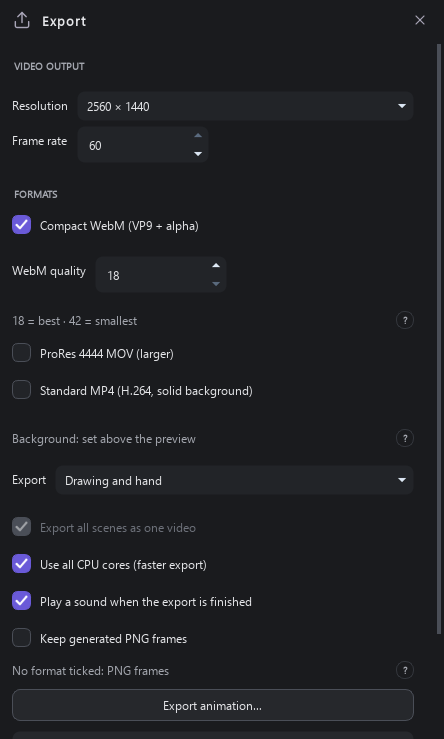 Export
VIDEO OUTPUT
Resolution 2560 × 1440
Frame rate 60
FORMATS
Compact WebM (VP9 + alpha)
WebM quality 18
18 = best · 42 = smallest ?
ProRes 4444 MOV (larger)
Standard MP4 (H.264, solid background)
Background: set above the preview ?
Export Drawing and hand
Export all scenes as one video
Use all CPU cores (faster export)
Play a sound when the export is finished
Keep generated PNG frames
No format ticked: PNG frames ?
Export animation...